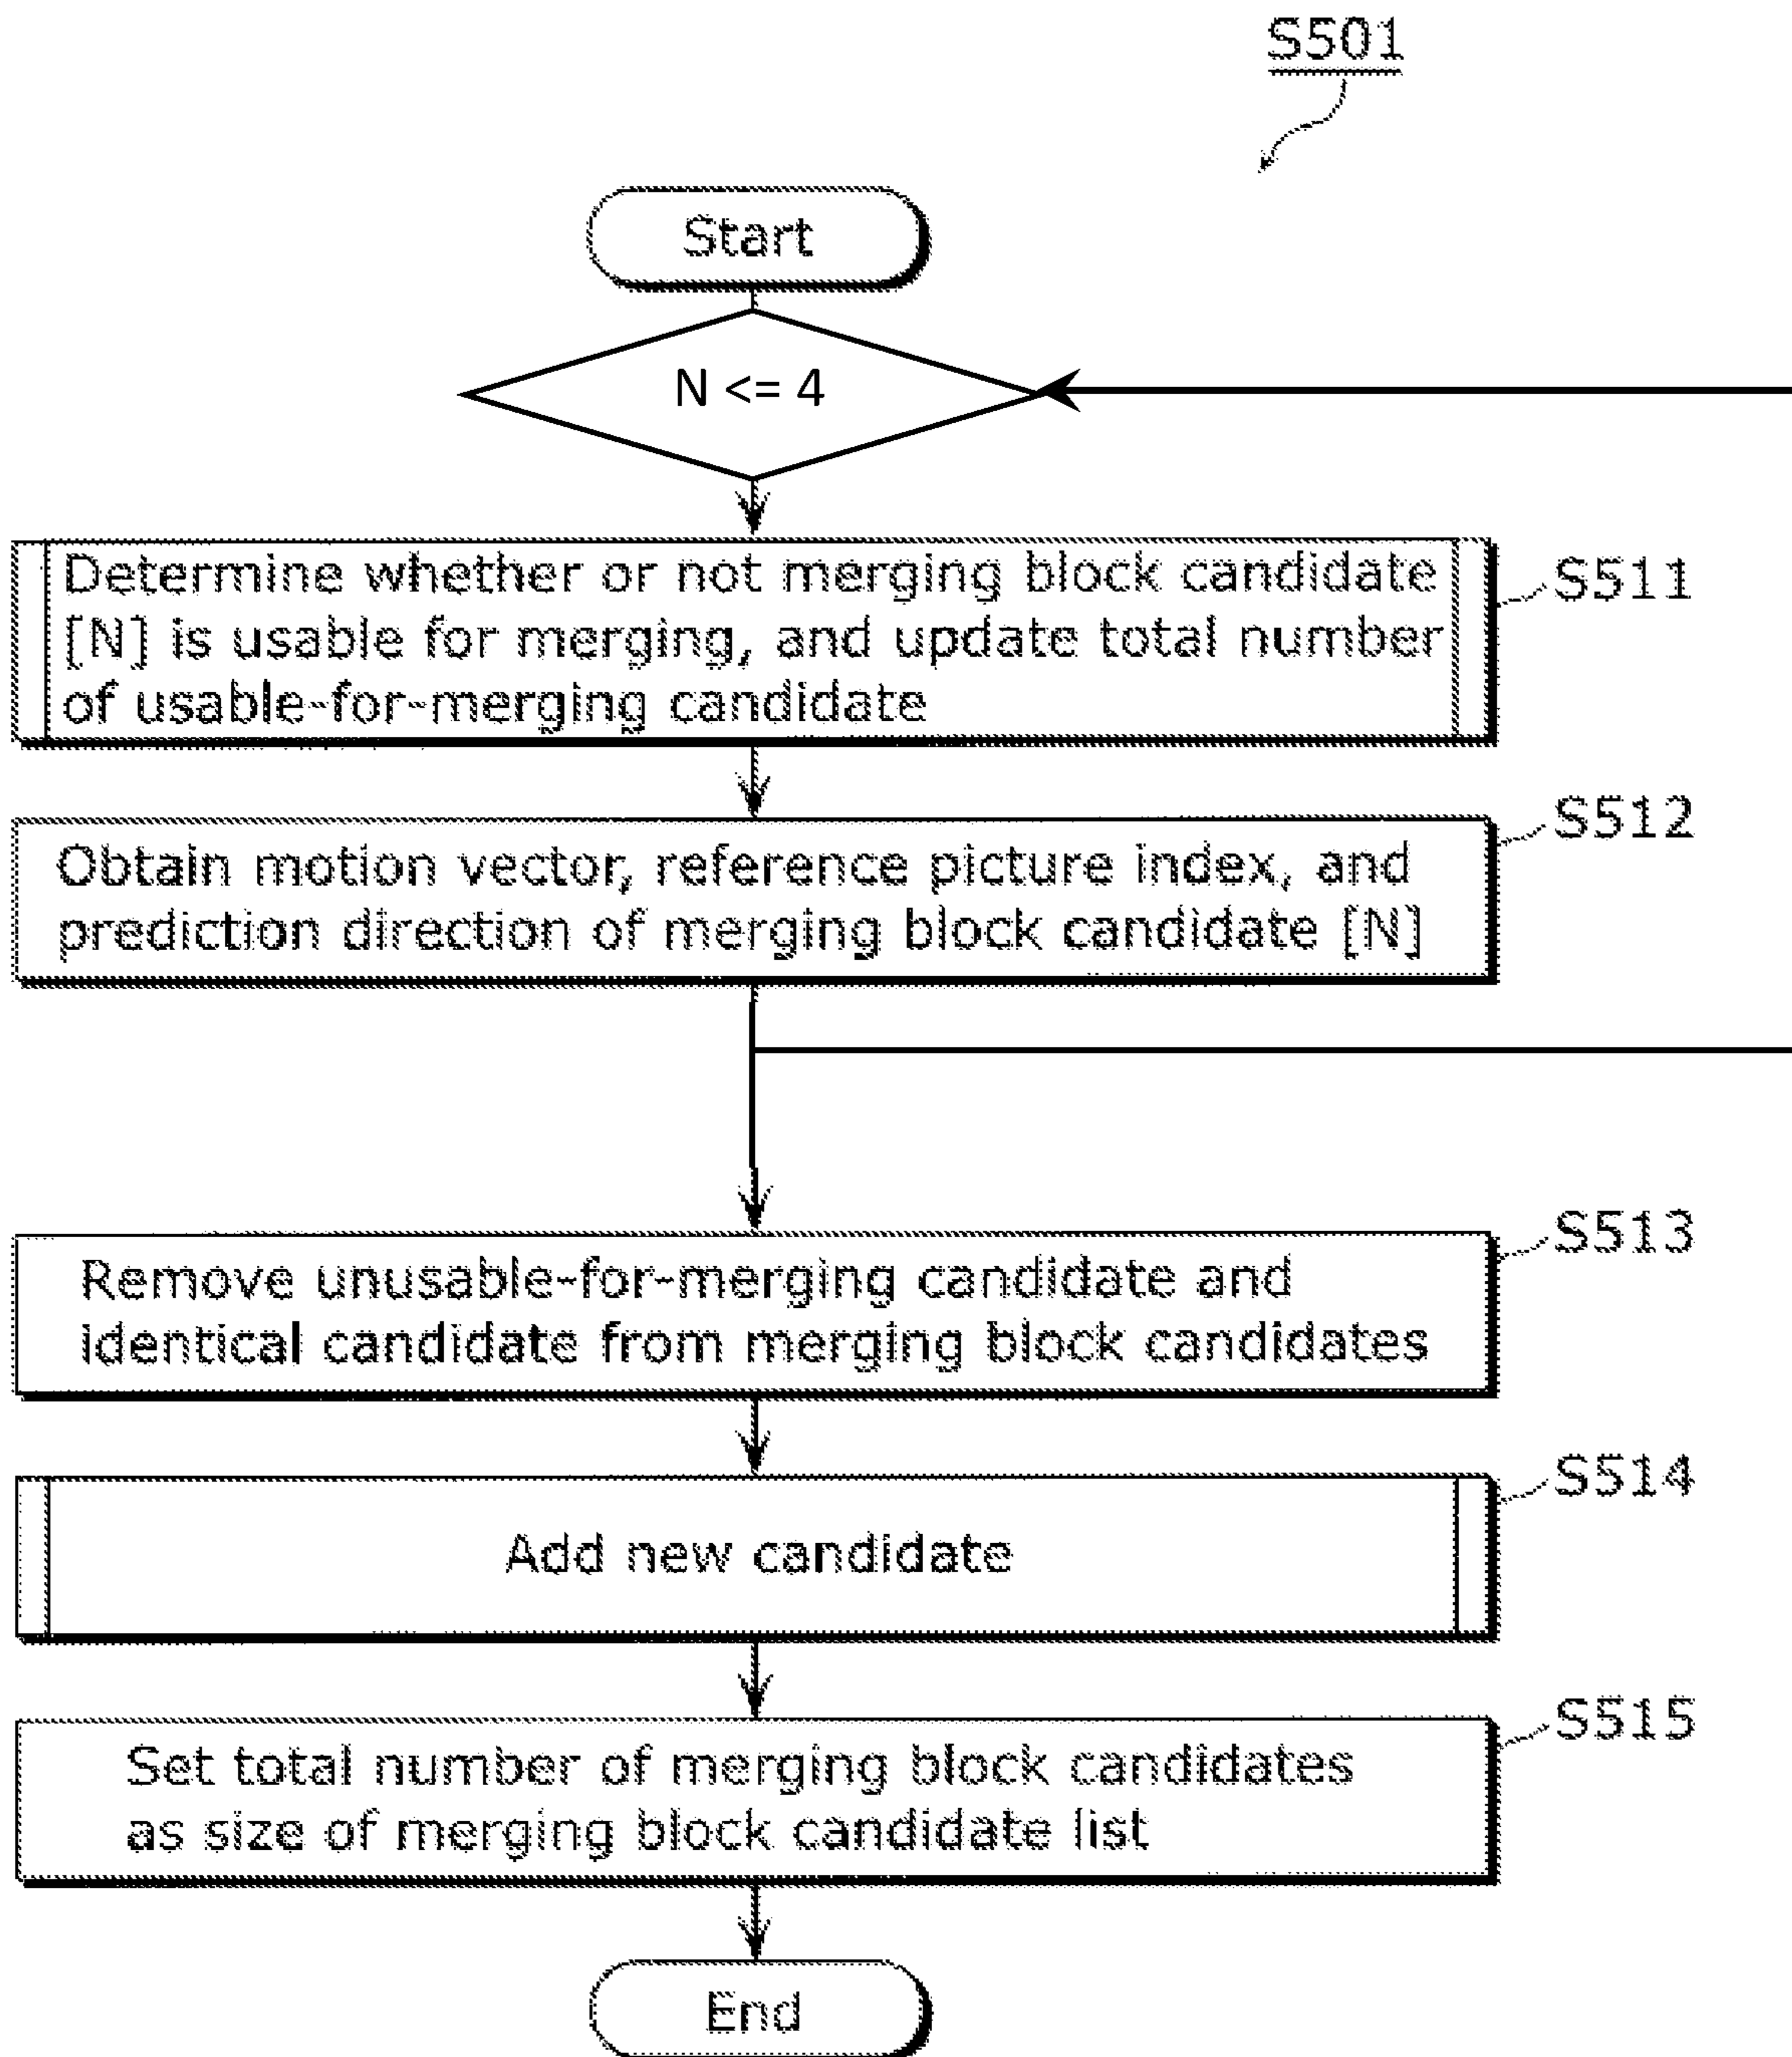 S501
Start
N <= 4
Determine whether or not merging block candidate
[N] is usable for merging, and update total number
of usable-for-merging candidate
S511
S512
Obtain motion vector, reference picture index, and
prediction direction of merging block candidate [N]
S513
Remove unusable-for-merging candidate and
identical candidate from merging block candidates
S514
Add new candidate
S515
Set total number of merging block candidates
as size of merging block candidate list
End